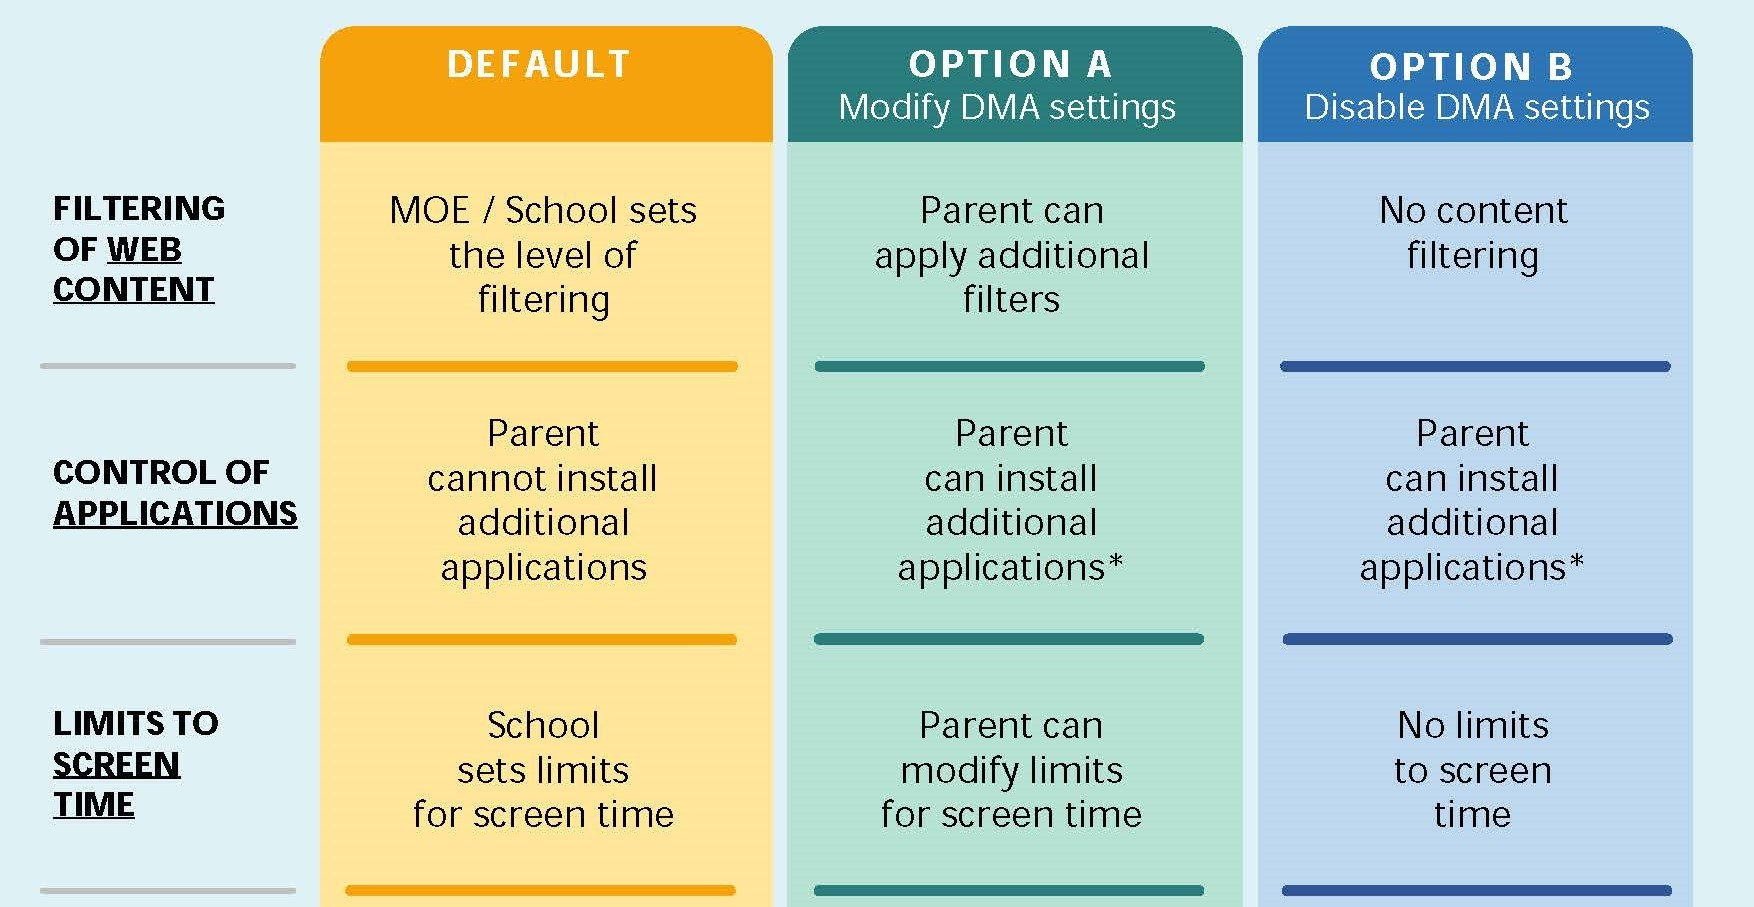 DEFAULT
OPTION A
Modify DMA settings
OPTION B
Disable DMA settings
FILTERING
OF WEB
CONTENT
MOE / School sets
the level of
filtering
Parent can
apply additional
filters
No content
filtering
CONTROL OF
APPLICATIONS
Parent
cannot install
additional
applications
Parent
can install
additional
applications*
Parent
can install
additional
applications*
LIMITS TO
SCREEN
TIME
School
sets limits
for screen time
Parent can
modify limits
for screen time
No limits
to screen
time